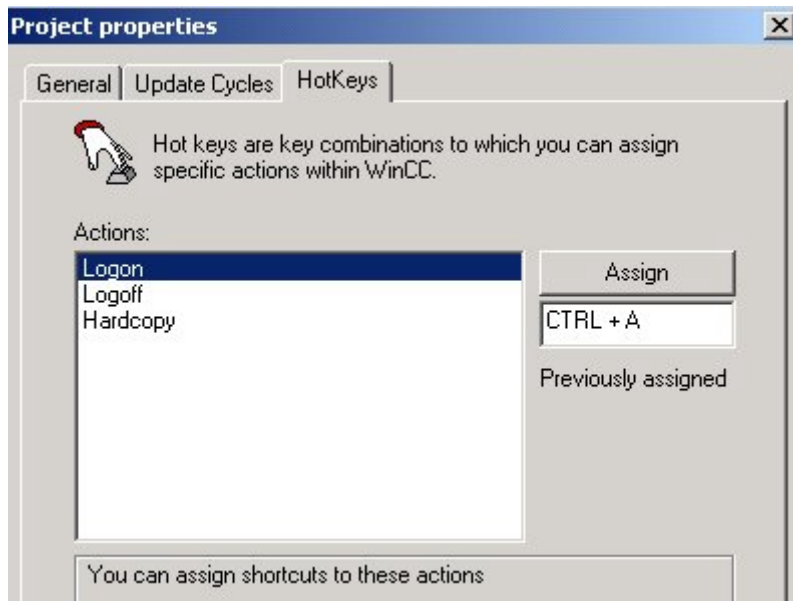 Project properties
General
Update Cycles
HotKeys
Hot keys are key combinations to which you can assign
specific actions within WinCC.
Actions:
Logon
Logoff
Hardcopy
Assign
CTRL + A
Previously assigned
You can assign shortcuts to these actions